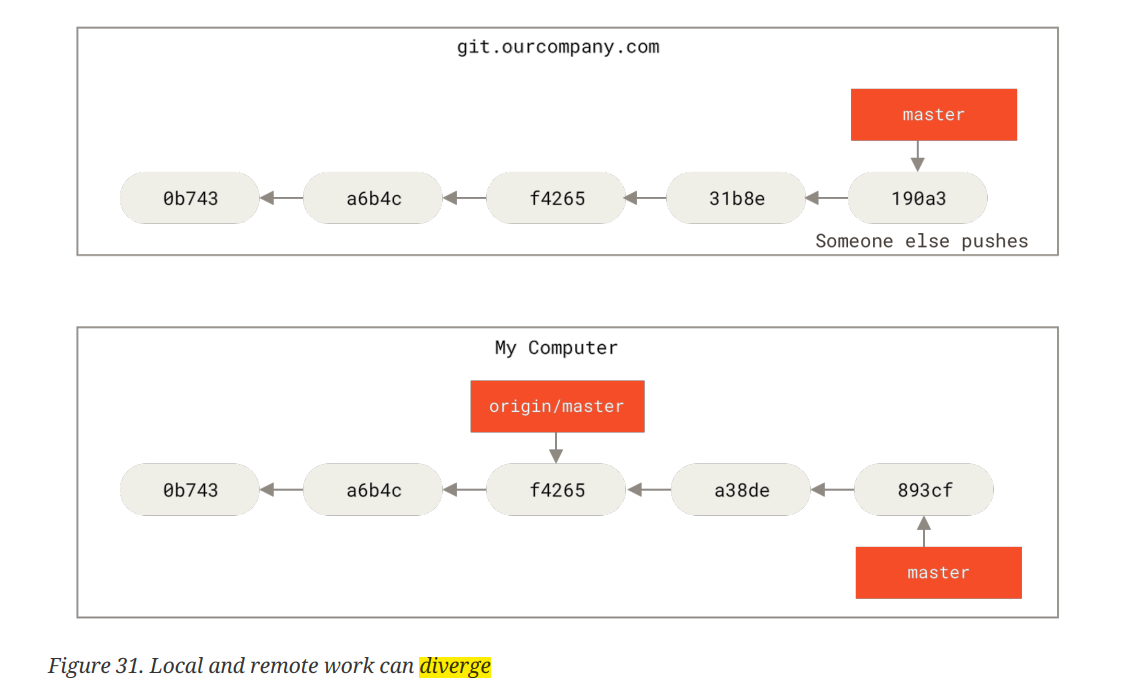 git.ourcompany.com
master
0b743 a6b4c f4265 31b8e 190a3
Someone else pushes
My Computer
origin/master
0b743 a6b4c f4265 a38de 893cf
master
Figure 31. Local and remote work can diverge